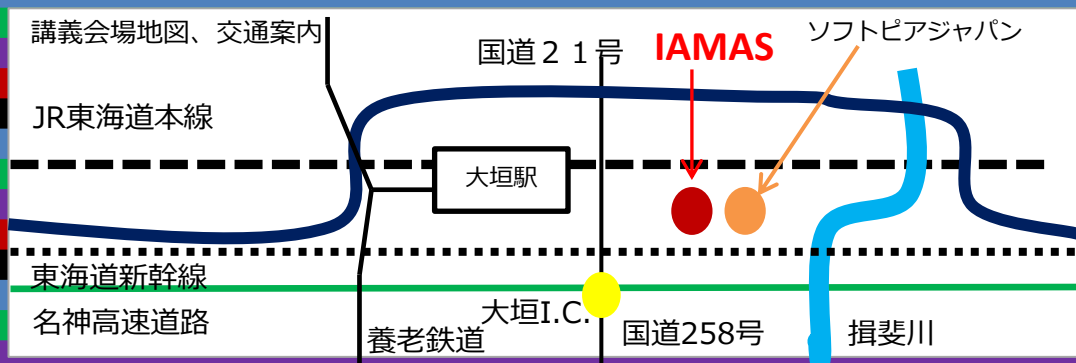 講義会場地図、交通案内
国道２１号
IAMAS
ソフトピアジャパン
JR東海道本線
大垣駅
東海道新幹線
大垣I.C.
名神高速道路
養老鉄道
国道258号
揖斐川